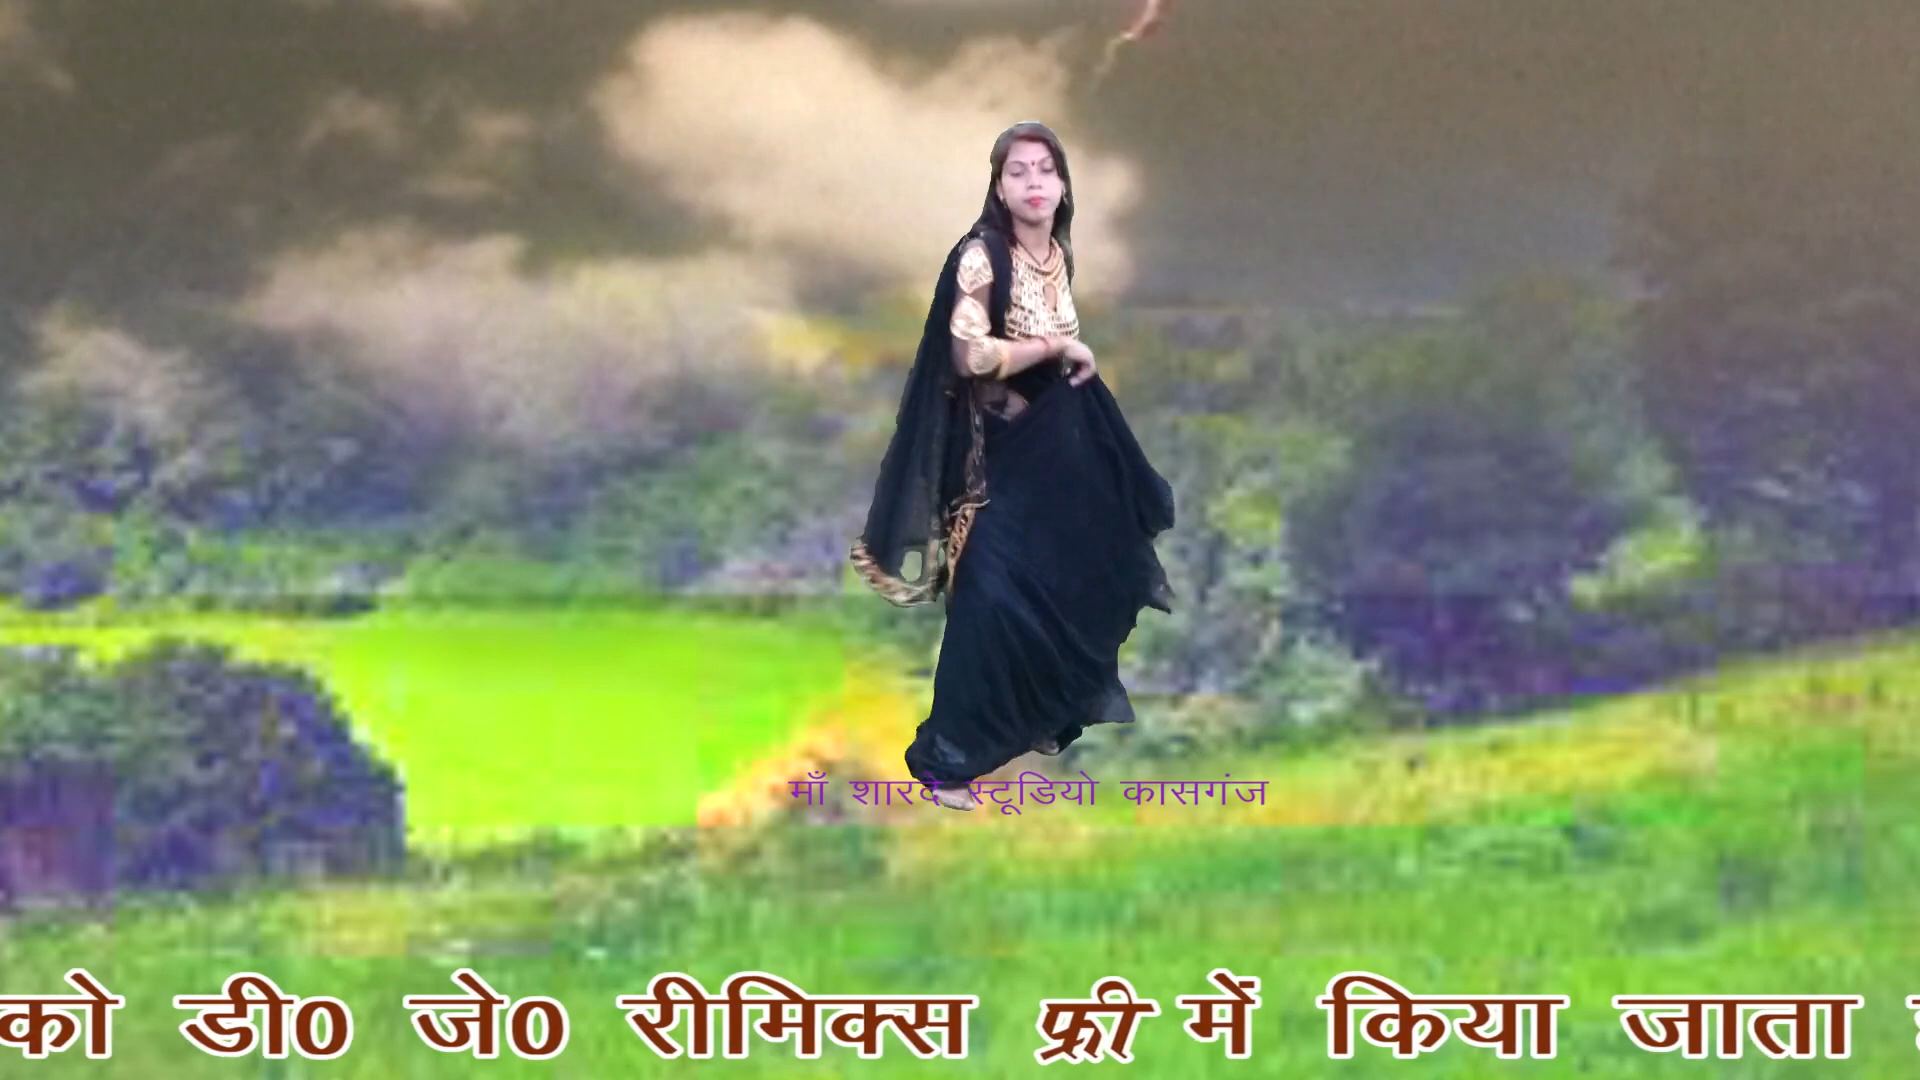 माँ शारदे स्टूडियो कासगंज
को डी0 जे0 रीमिक्स फ्री में किया जाता